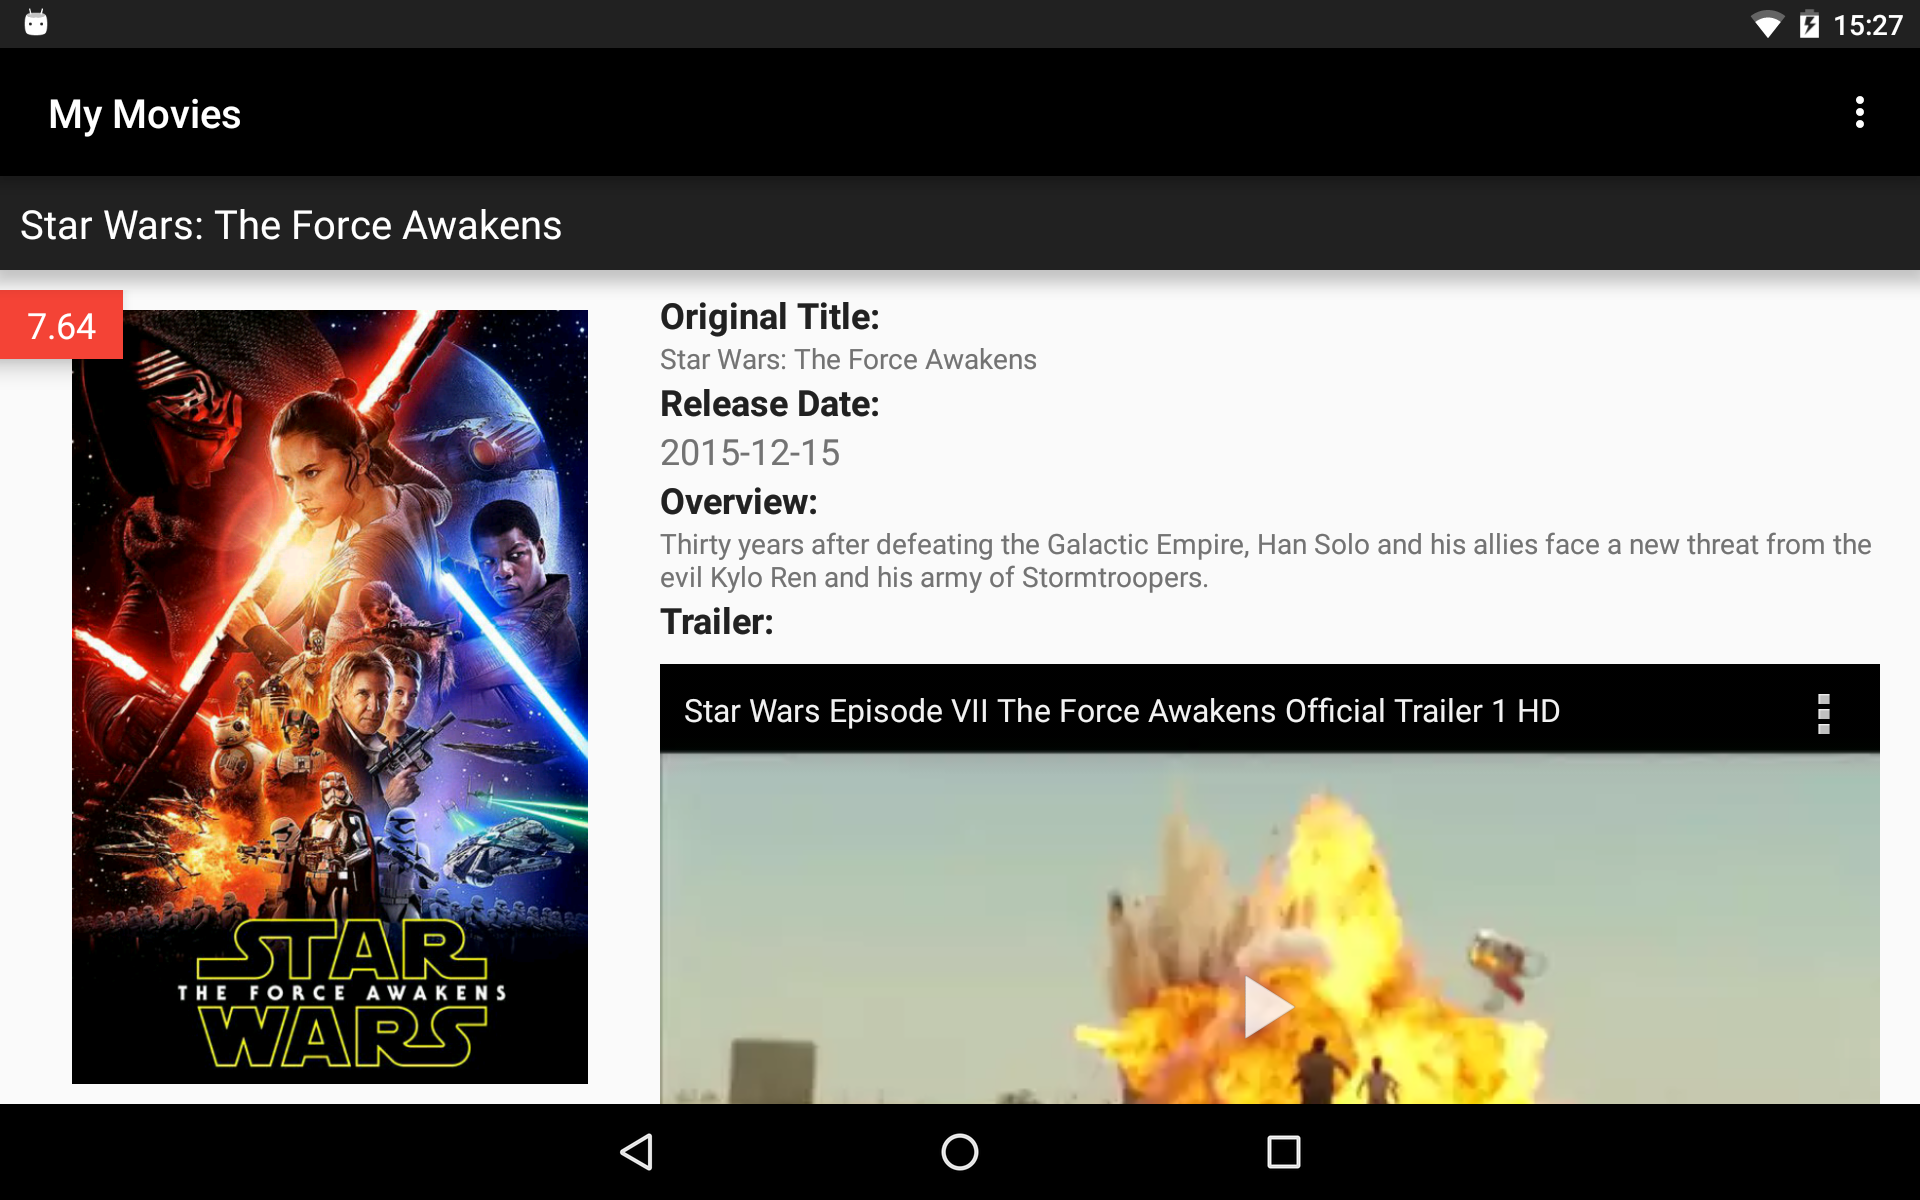 15:27
My Movies
Star Wars: The Force Awakens
7.64
STAR
THE FORCE AWAKENS
WARS
Original Title:
Star Wars: The Force Awakens
Release Date:
2015-12-15
Overview:
Thirty years after defeating the Galactic Empire, Han Solo and his allies face a new threat from the
evil Kylo Ren and his army of Stormtroopers.
Trailer:
Star Wars Episode VII The Force Awakens Official Trailer 1 HD